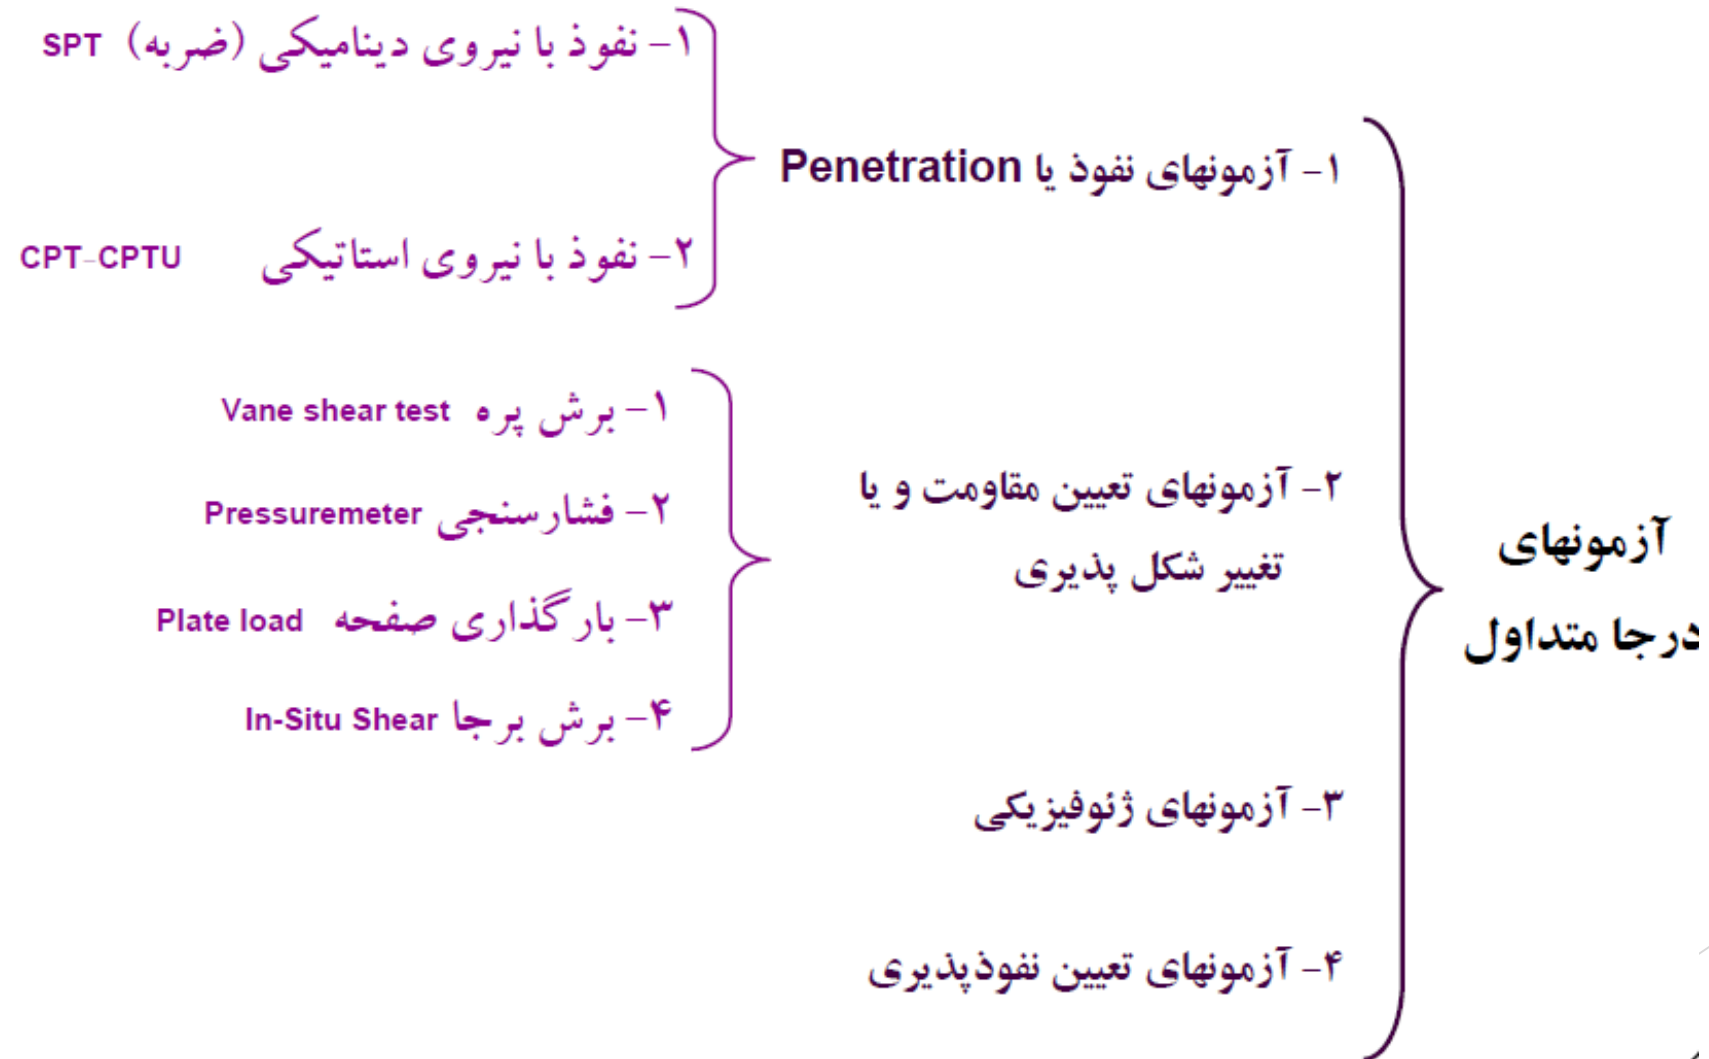 آزمونهای
درجا متداول
۱- آزمونهای نفوذ یا Penetration
۱- نفوذ با نیروی دینامیکی (ضربه) SPT
۲- نفوذ با نیروی استاتیکی CPT-CPTU
۲- آزمونهای تعیین مقاومت و یا
تغییر شکل پذیری
۱- برش پره Vane shear test
۲- فشارسنجی Pressuremeter
۳- بارگذاری صفحه Plate load
۴- برش برجا In-Situ Shear
۳- آزمونهای ژئوفیزیکی
۴- آزمونهای تعیین نفوذپذیری